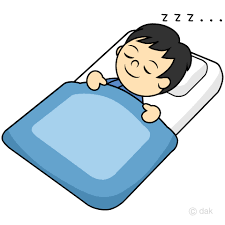 z z z . . .
© dak